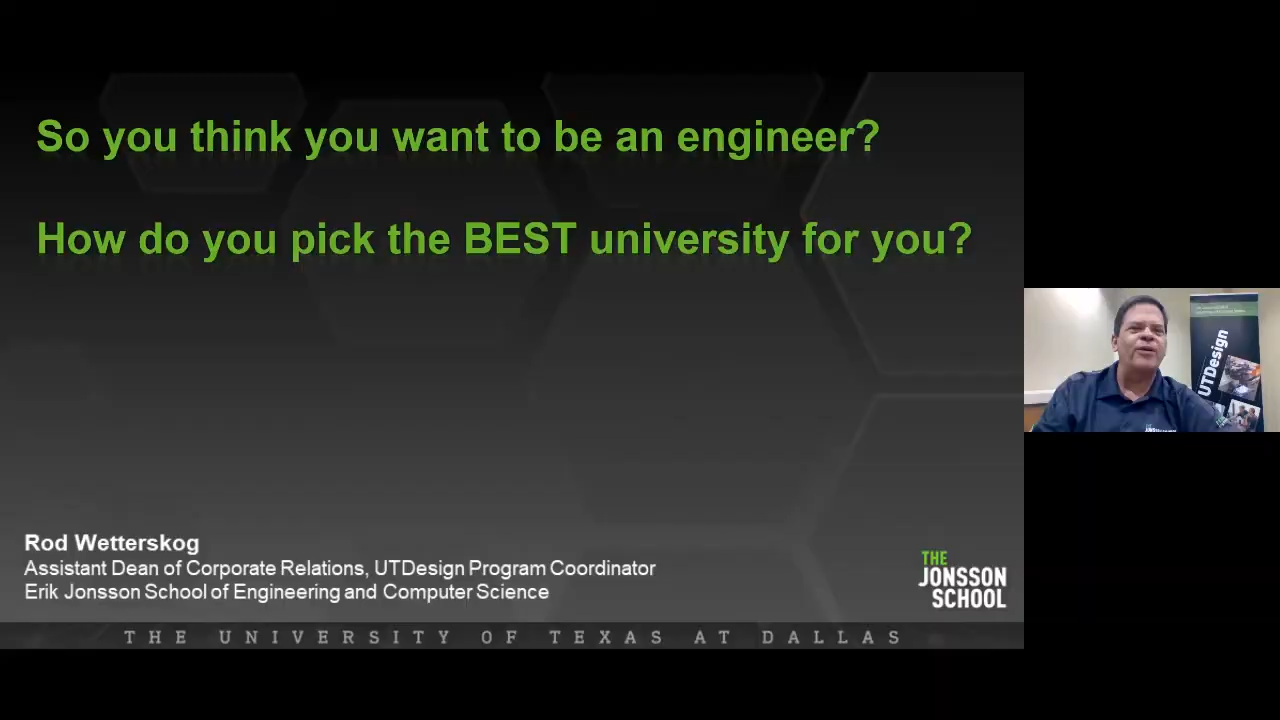 So you think you want to be an engineer?
How do you pick the BEST university for you?
Rod Wetterskog
Assistant Dean of Corporate Relations, UTDesign Program Coordinator
Erik Jonsson School of Engineering and Computer Science
THE
JONSSON
SCHOOL
THE UNIVERSITY OF TEXAS AT DALLAS
UTDesign